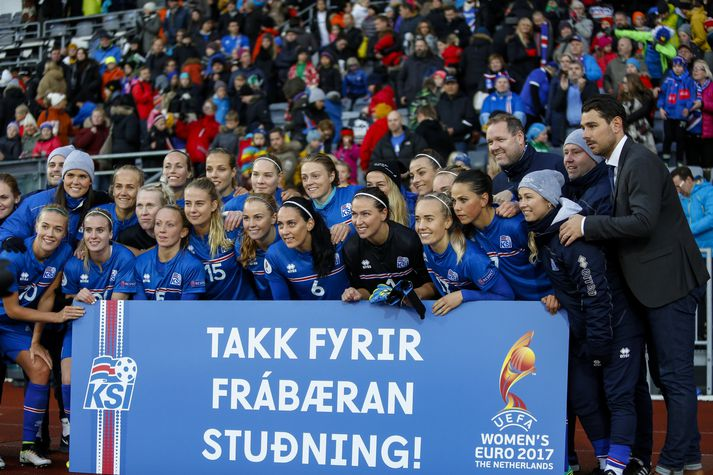 TAKK FYRIR
FRÁBÆRAN
STUÐNING!
KSÍ
UEFA
WOMEN'S
EURO 2017
THE NETHERLANDS
15
6